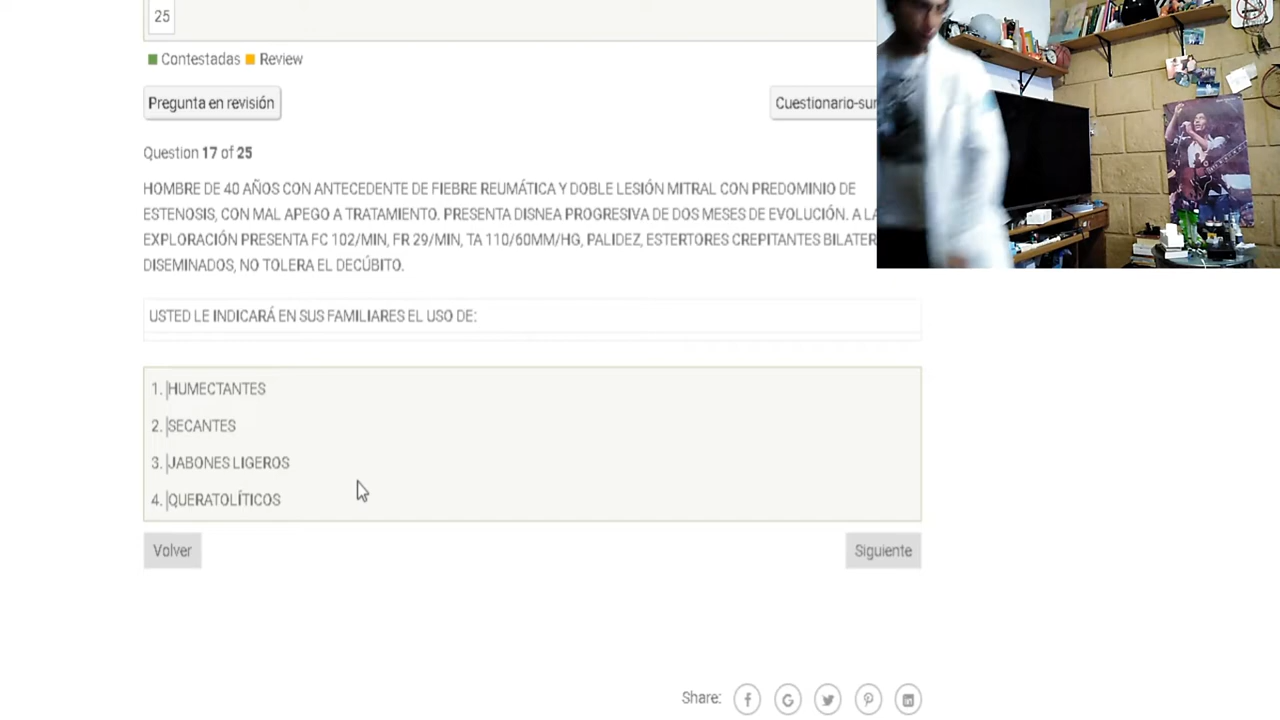 25
Contestadas Review
Pregunta en revisión
Cuestionario-sum
Question 17 of 25
HOMBRE DE 40 AÑOS CON ANTECEDENTE DE FIEBRE REUMÁTICA Y DOBLE LESIÓN MITRAL CON PREDOMINIO DE
ESTENOSIS, CON MAL APEGO A TRATAMIENTO. PRESENTA DISNEA PROGRESIVA DE DOS MESES DE EVOLUCIÓN. A LA
EXPLORACIÓN PRESENTA FC 102/MIN, FR 29/MIN, TA 110/60MM/HG, PALIDEZ, ESTERTORES CREPITANTES BILATER
DISEMINADOS, NO TOLERA EL DECÚBITO.
USTED LE INDICARÁ EN SUS FAMILIARES EL USO DE:
1. HUMECTANTES
2. SECANTES
3. JABONES LIGEROS
4. QUERATOLÍTICOS
Volver
Siguiente
Share: